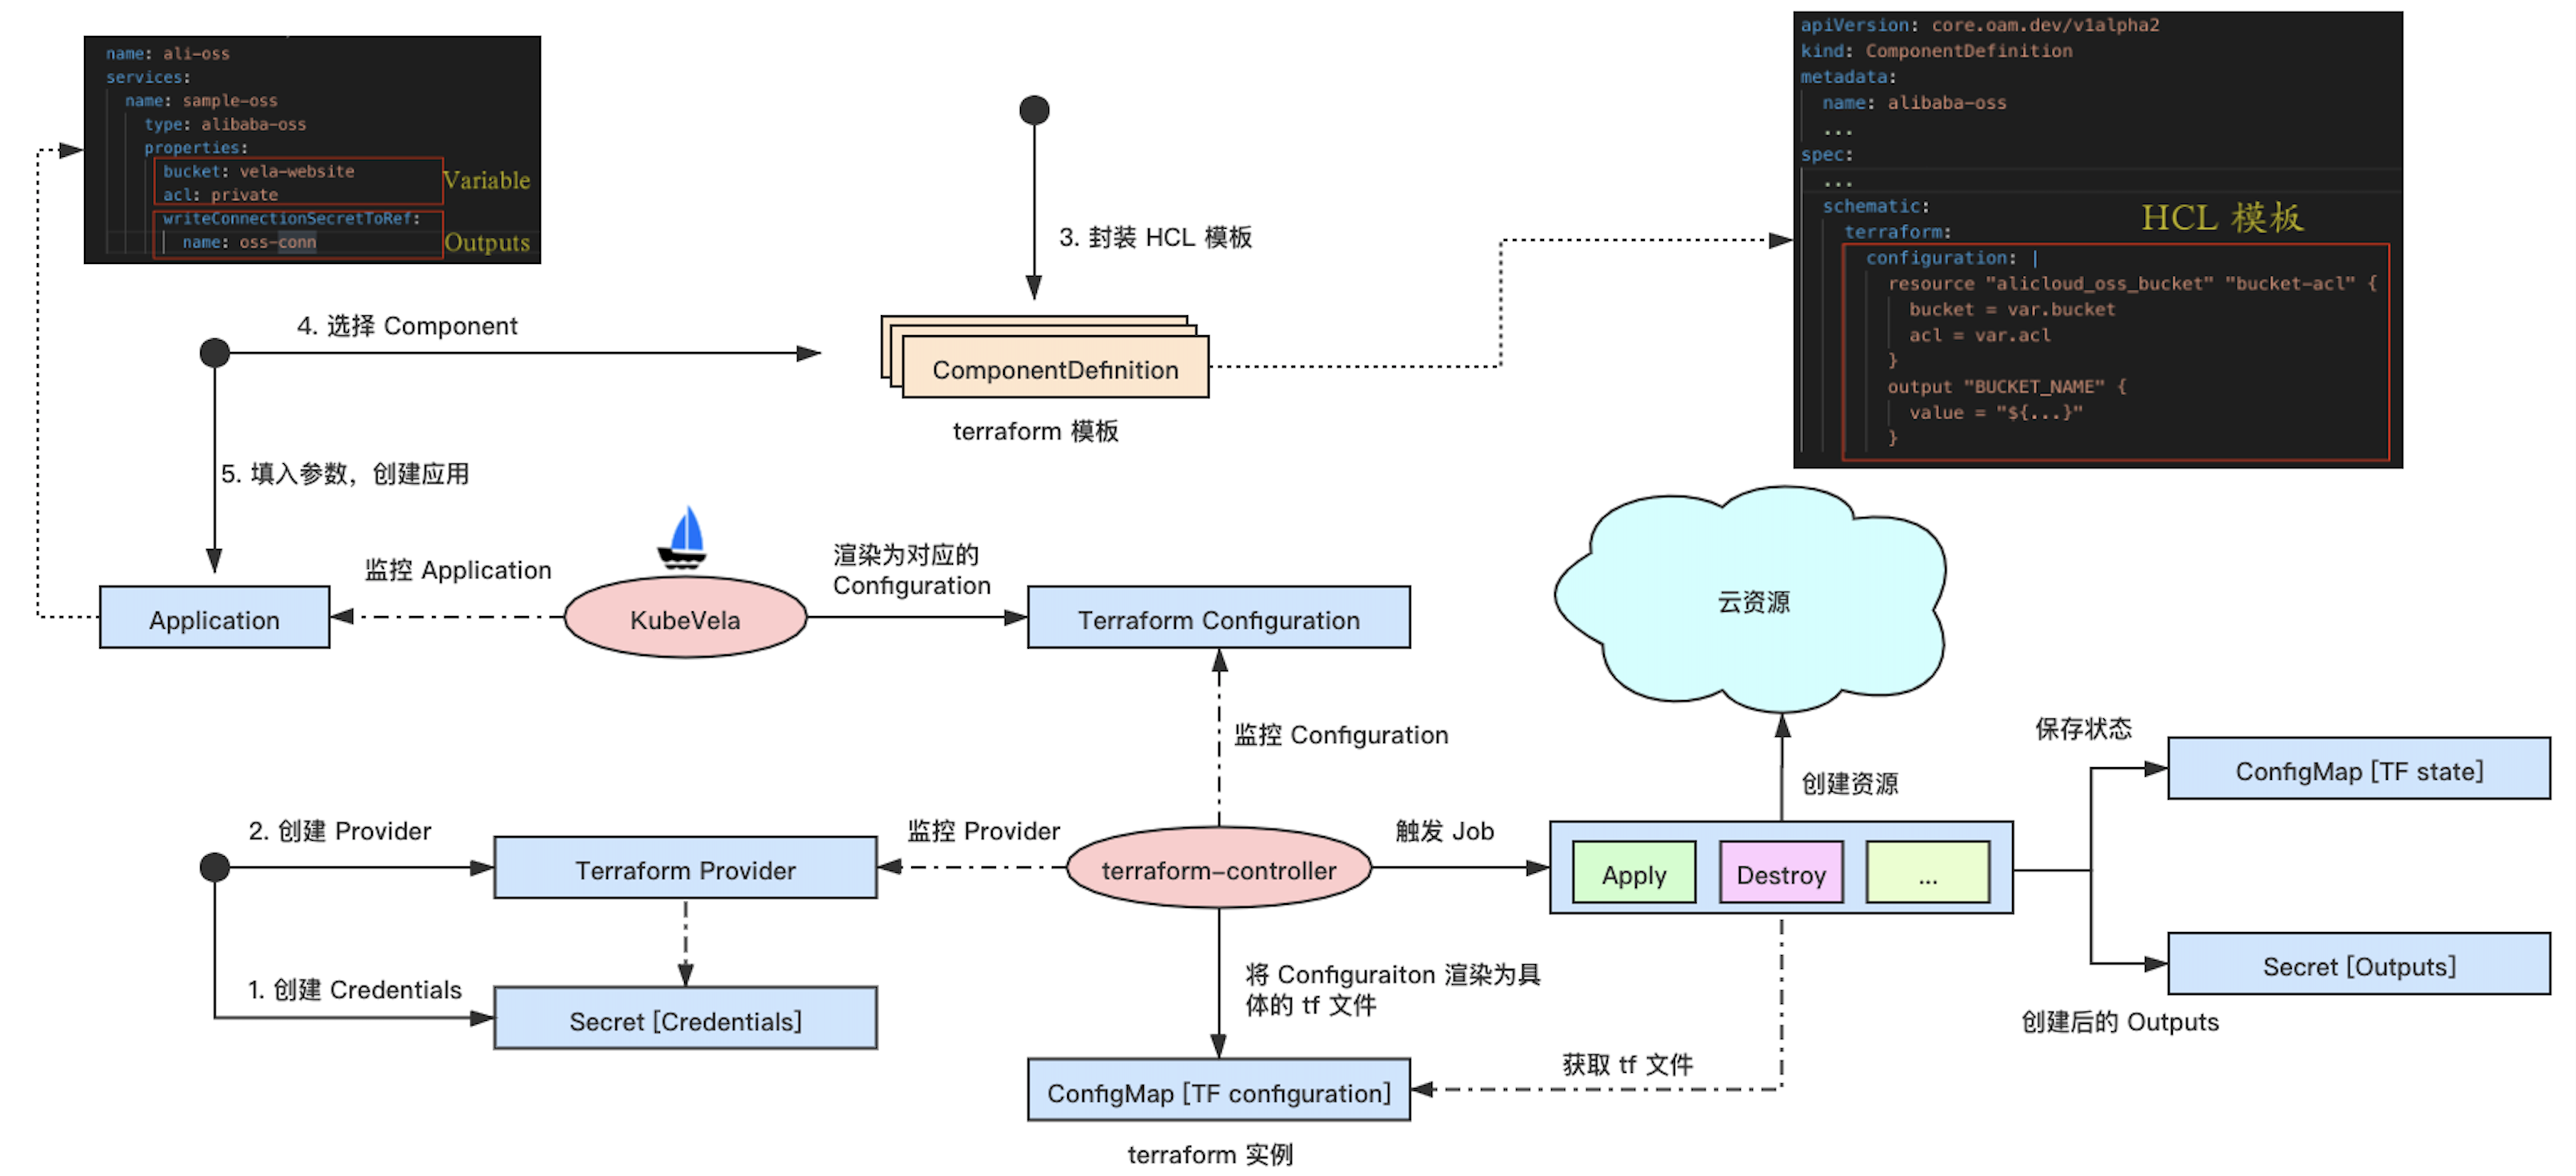 name: ali-oss
services:
name: sample-oss
type: alibaba-oss
properties:
bucket: vela-website
acl: private
Variable
writeConnectionSecretToRef:
name: oss-conn
Outputs
apiVersion: core.oam.dev/v1alpha2
kind: ComponentDefinition
metadata:
name: alibaba-oss
...
spec:
...
schematic:
HCL 模板
terraform:
configuration: |
resource "alicloud_oss_bucket" "bucket-acl" {
bucket = var.bucket
acl = var.acl
}
output "BUCKET_NAME" {
value = "${...}"
}
3. 封装 HCL 模板
4. 选择 Component
ComponentDefinition
terraform 模板
5. 填入参数，创建应用
监控 Application
渲染为对应的
Configuration
Application
KubeVela
Terraform Configuration
云资源
监控 Configuration
保存状态
ConfigMap [TF state]
创建资源
2. 创建 Provider
监控 Provider
触发 Job
Terraform Provider
terraform-controller
Apply
Destroy
...
1. 创建 Credentials
Secret [Credentials]
将 Configuraiton 渲染为具
体的 tf 文件
Secret [Outputs]
创建后的 Outputs
获取 tf 文件
ConfigMap [TF configuration]
terraform 实例